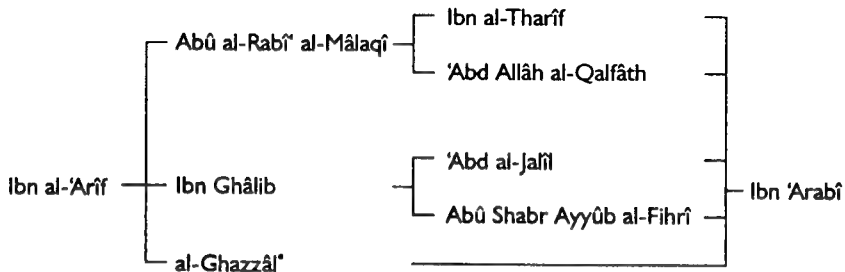 Ibn al-Tharîf
Abû al-Rabî‘ al-Mâlaqî
‘Abd Allâh al-Qalfâth
‘Abd al-Jalîl
Ibn al-‘Arîf
Ibn Ghâlib
Ibn ‘Arabî
Abû Shabr Ayyûb al-Fihrî
al-Ghazzâl*